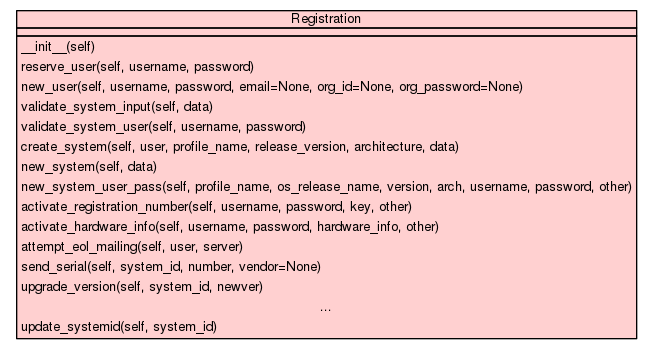 Registration
__init__(self)
reserve_user(self, username, password)
new_user(self, username, password, email=None, org_id=None, org_password=None)
validate_system_input(self, data)
validate_system_user(self, username, password)
create_system(self, user, profile_name, release_version, architecture, data)
new_system(self, data)
new_system_user_pass(self, profile_name, os_release_name, version, arch, username, password, other)
activate_registration_number(self, username, password, key, other)
activate_hardware_info(self, username, password, hardware_info, other)
attempt_eol_mailing(self, user, server)
send_serial(self, system_id, number, vendor=None)
upgrade_version(self, system_id, newver)
...
update_systemid(self, system_id)